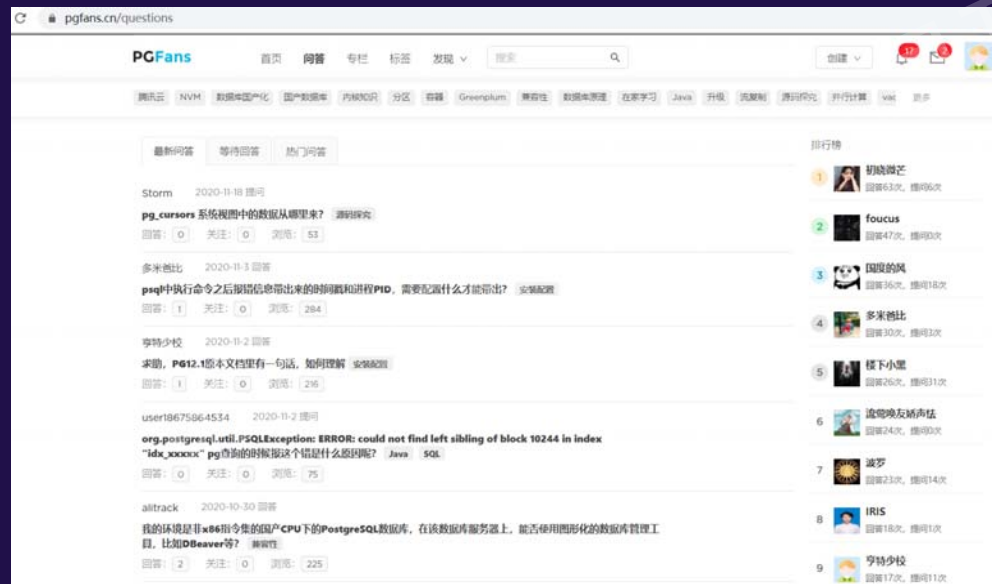 pgfans.cn/questions
PGFans 首页 问答 专栏 标签 发现 搜索 创建 12 2
腾讯云 NVM 数据库国产化 国产数据库 内核知识 分区 容器 Greenplum 兼容性 数据库原理 在家学习 Java 升级 流复制 源码探究 并行计算 vac 更多
最新问答 等待回答 热门问答
Storm 2020-11-18 提问
pg_cursors 系统视图中的数据从哪里来? 源码探究
回答: 0 关注: 0 浏览: 53
多米爸比 2020-11-3 回答
psql中执行命令之后报错信息带出来的时间戳和进程PID,需要配置什么才能带出? 安装配置
回答: 1 关注: 0 浏览: 284
亨特少校 2020-11-2 回答
求助,PG12.1原本文档里有一句话,如何理解 安装配置
回答: 1 关注: 0 浏览: 216
user18675864534 2020-11-2 提问
org.postgresql.util.PSQLException: ERROR: could not find left sibling of block 10244 in index
"idx_xxxxx" pg查询的时候报这个错是什么原因呢? Java SQL
回答: 0 关注: 0 浏览: 75
alitrack 2020-10-30 回答
我的环境是非x86指令集的国产CPU下的PostgreSQL数据库,在该数据库服务器上,能否使用图形化的数据库管理工
具,比如DBeaver等? 兼容性
回答: 2 关注: 0 浏览: 225
排行榜
1 初晓微芒
回答63次,提问6次
2 foucus
回答47次,提问0次
3 国度的风
回答36次,提问18次
4 多米爸比
回答30次,提问3次
5 楼下小黑
回答26次,提问31次
6 流莺唤友娇声怯
回答24次,提问0次
7 波罗
回答23次,提问14次
8 IRIS
回答18次,提问1次
9 亨特少校
回答17次,提问11次